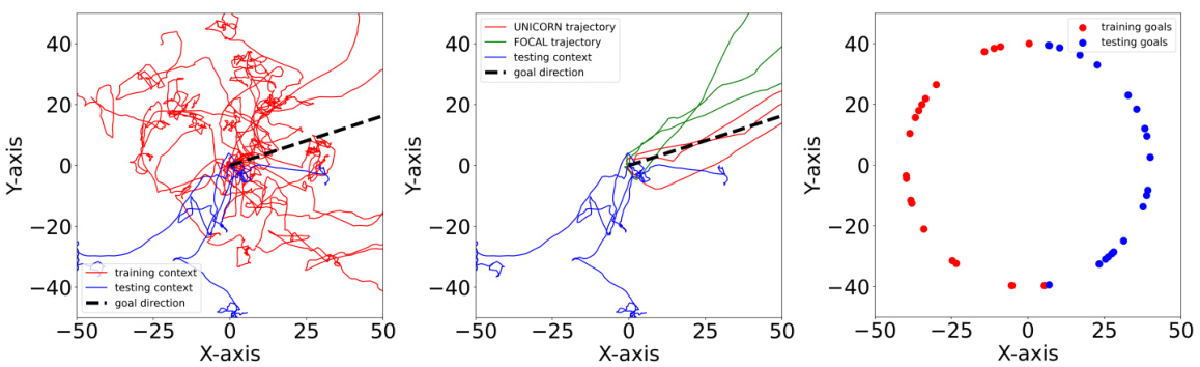 Y-axis
40
20
0
−20
−40
−50
−25
0
25
50
X-axis
training context
testing context
goal direction
Y-axis
40
20
0
−20
−40
−50
−25
0
25
50
X-axis
UNICORN trajectory
FOCAL trajectory
testing context
goal direction
Y-axis
40
20
0
−20
−40
−50
−25
0
25
50
X-axis
training goals
testing goals